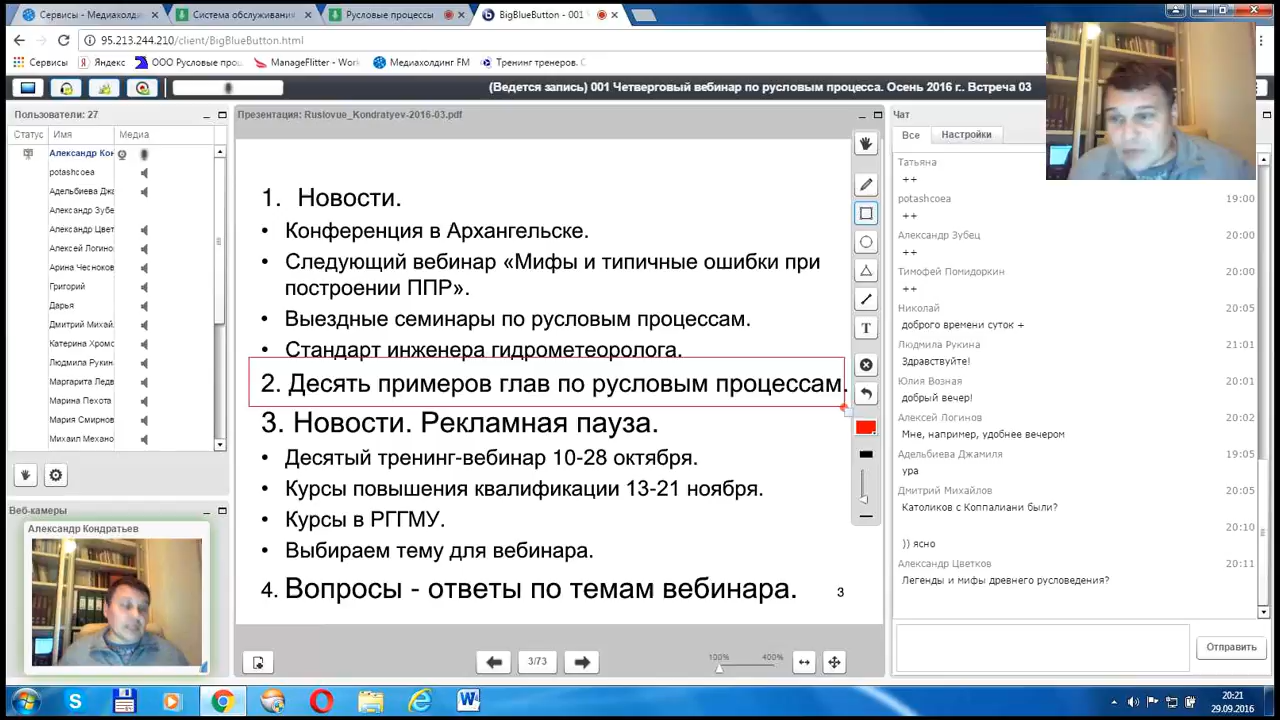 Сервисы - Медиахолди
Система обслуживания
Русловые процессы
BigBlueButton - 001
95.213.244.210/client/BigBlueButton.html
Сервисы
Яндекс
ООО Русловые про
ManageFlitter - Work
Медиахолдинг FM
Тренинг тренеров. С
(Ведется запись) 001 Четверговый вебинар по русловым процесса. Осень 2016 г.. Встреча 03
Пользователи: 27
Статус Имя Медиа
Александр Кон
potashcoea
Адельбиева Джа
Александр Зубе
Александр Цвет
Алексей Логинов
Арина Чесноков
Григорий
Дарья
Дмитрий Михай
Катерина Хромс
Людмила Рукин
Маргарита Лед
Марина Пехота
Мария Смирнов
Михаил Механо
Веб-камеры
Александр Кондратьев
Презентация: Ruslovue_Kondratyev-2016-03.pdf
1. Новости.
• Конференция в Архангельске.
• Следующий вебинар «Мифы и типичные ошибки при
построении ППР».
• Выездные семинары по русловым процессам.
• Стандарт инженера гидрометеоролога.
2. Десять примеров глав по русловым процессам.
3. Новости. Рекламная пауза.
• Десятый тренинг-вебинар 10-28 октября.
• Курсы повышения квалификации 13-21 ноября.
• Курсы в РГГМУ.
• Выбираем тему для вебинара.
4. Вопросы - ответы по темам вебинара.
3
T
3/73
100% 400%
Чат
Все Настройки
Татьяна
++
potashcoea 19:00
++
Александр Зубец 20:00
++
Тимофей Помидоркин 20:00
++
Николай 20:05
доброго времени суток +
Людмила Рукина 21:01
Здравствуйте!
Юлия Возная 20:01
добрый вечер!
Алексей Логинов 20:02
Мне, например, удобнее вечером
Адельбиева Джамиля 19:05
ура
Дмитрий Михайлов 20:05
Католиков с Коппалиани были?
20:10
)) ясно
Александр Цветков 20:11
Легенды и мифы древнего русловедения?
Отправить
20:21
29.09.2016